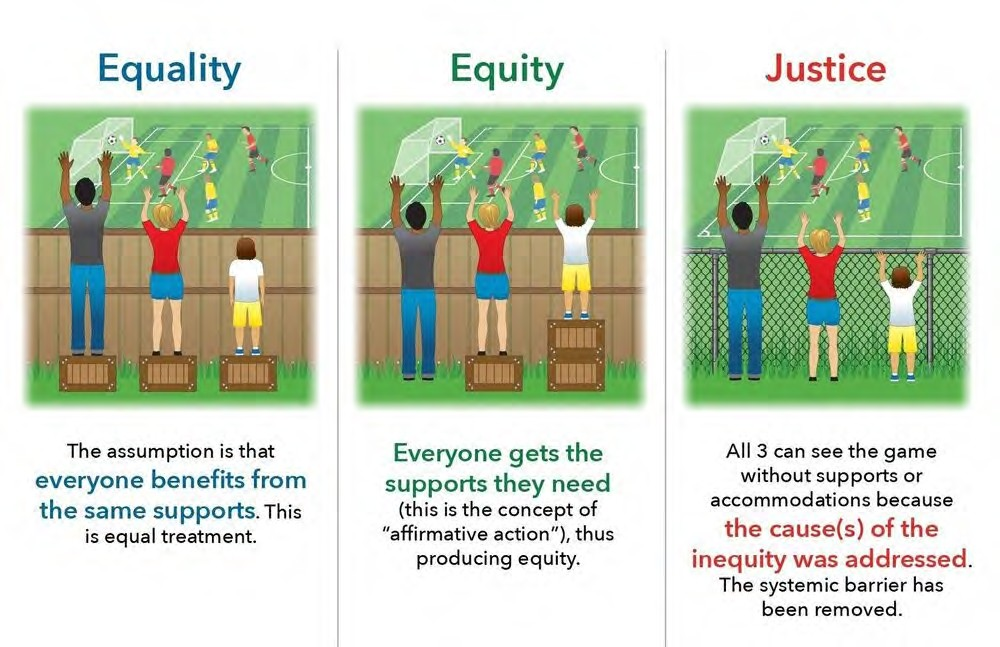 Equality
The assumption is that
everyone benefits from
the same supports. This
is equal treatment.
Equity
Everyone gets the
supports they need
(this is the concept of
“affirmative action”), thus
producing equity.
Justice
All 3 can see the game
without supports or
accommodations because
the cause(s) of the
inequity was addressed.
The systemic barrier has
been removed.